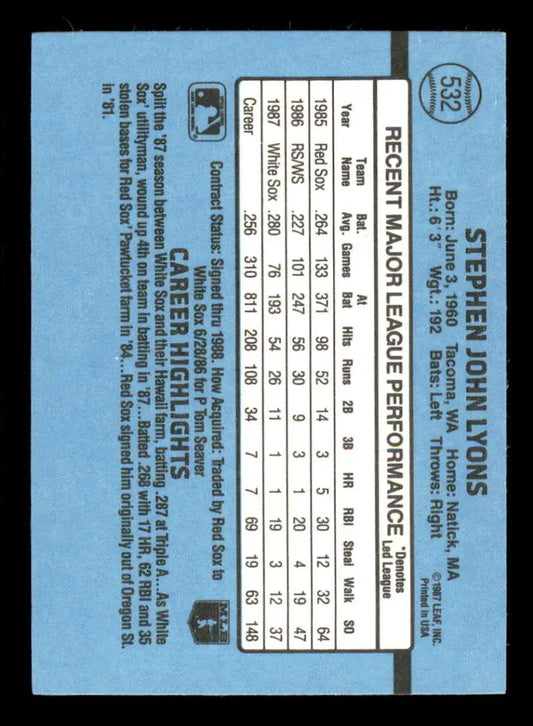 532
STEPHEN JOHN LYONS
Born: June 3, 1960 Tacoma, WA Home: Natick, MA
Ht.: 6'3" Wgt.: 192 Bats: Left Throws: Right
©1987 LEAF, INC.
Printed in USA
RECENT MAJOR LEAGUE PERFORMANCE
*Denotes
Led League
Year Team Name Bat. Avg. Games At Bat Hits Runs 2B 3B HR RBI Steal Walk SO
1985 Red Sox .264 133 371 98 52 14 3 5 30 12 32 64
1986 RS/WS .227 101 247 56 30 9 3 1 20 4 19 47
1987 White Sox .280 76 193 54 26 11 1 1 19 3 12 37
Career .256 310 811 208 108 34 7 7 69 19 63 148
Contract Status: Signed thru 1998. How Acquired: Traded by Red Sox to
White Sox 6/28/86 for P Tom Seaver
MLB
CAREER HIGHLIGHTS
Split the '87 season between White Sox and their Hawaii farm, batting .287 at Triple A...As White
Sox' utilityman, wound up 4th on team in batting in '87...Batted .268 with 17 HR, 62 RBI and 35
stolen bases for Red Sox' Pawtucket farm in '84...Red Sox signed him originally out of Oregon St.
in '81.